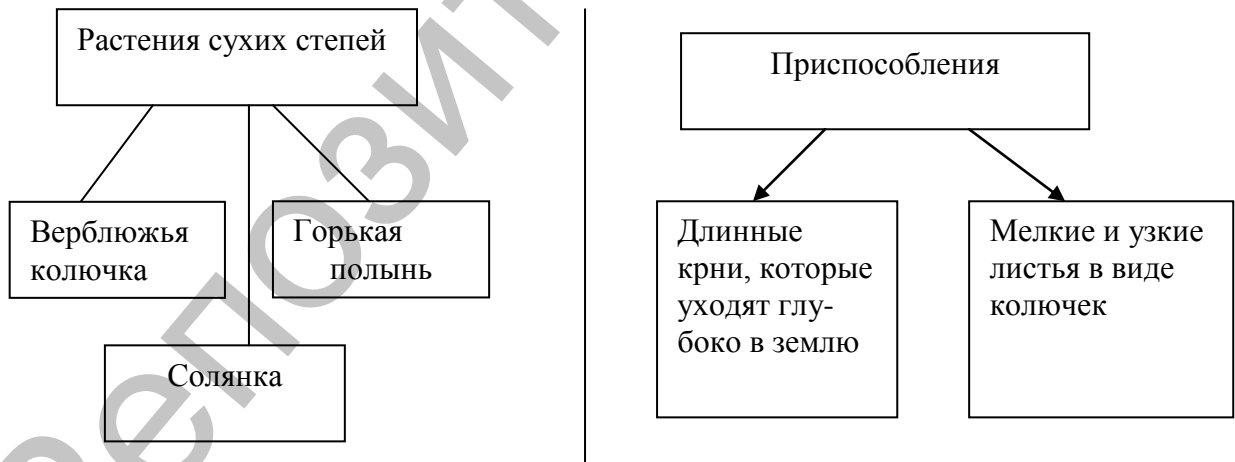 Растения сухих степей
Верблюжья
колючка
Горькая
полынь
Солянка
Приспособления
Длинные
крни, которые
уходят глу-
боко в землю
Мелкие и узкие
листья в виде
колючек
Репозит